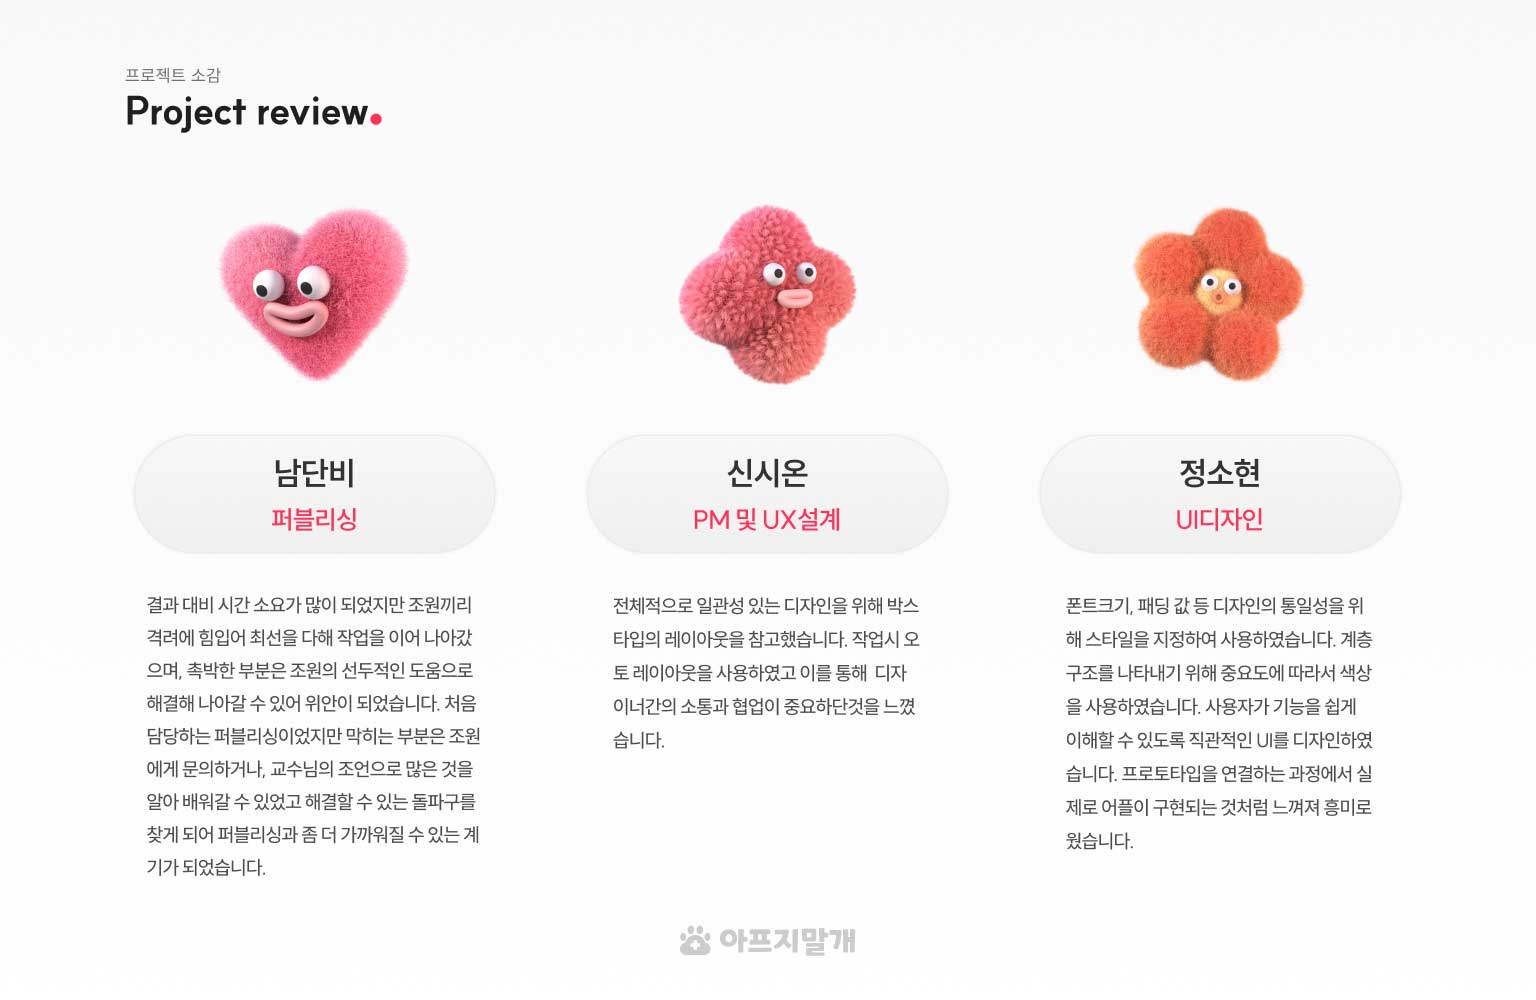 프로젝트 소감
Project review.
남단비
퍼블리싱
결과 대비 시간 소요가 많이 되었지만 조원끼리
격려에 힘입어 최선을 다해 작업을 이어 나아갔
으며, 촉박한 부분은 조원의 선두적인 도움으로
해결해 나아갈 수 있어 위안이 되었습니다. 처음
담당하는 퍼블리싱이었지만 막히는 부분은 조원
에게 문의하거나, 교수님의 조언으로 많은 것을
알아 배워갈 수 있었고 해결할 수 있는 돌파구를
찾게 되어 퍼블리싱과 좀 더 가까워질 수 있는 계
기가 되었습니다.
신시온
PM 및 UX설계
전체적으로 일관성 있는 디자인을 위해 박스
타입의 레이아웃을 참고했습니다. 작업시 오
토 레이아웃을 사용하였고 이를 통해 디자
이너간의 소통과 협업이 중요하단것을 느꼈
습니다.
정소현
UI디자인
폰트크기, 패딩 값 등 디자인의 통일성을 위
해 스타일을 지정하여 사용하였습니다. 계층
구조를 나타내기 위해 중요도에 따라서 색상
을 사용하였습니다. 사용자가 기능을 쉽게
이해할 수 있도록 직관적인 UI를 디자인하였
습니다. 프로토타입을 연결하는 과정에서 실
제로 어플이 구현되는 것처럼 느껴져 흥미로
웠습니다.
아프지말개